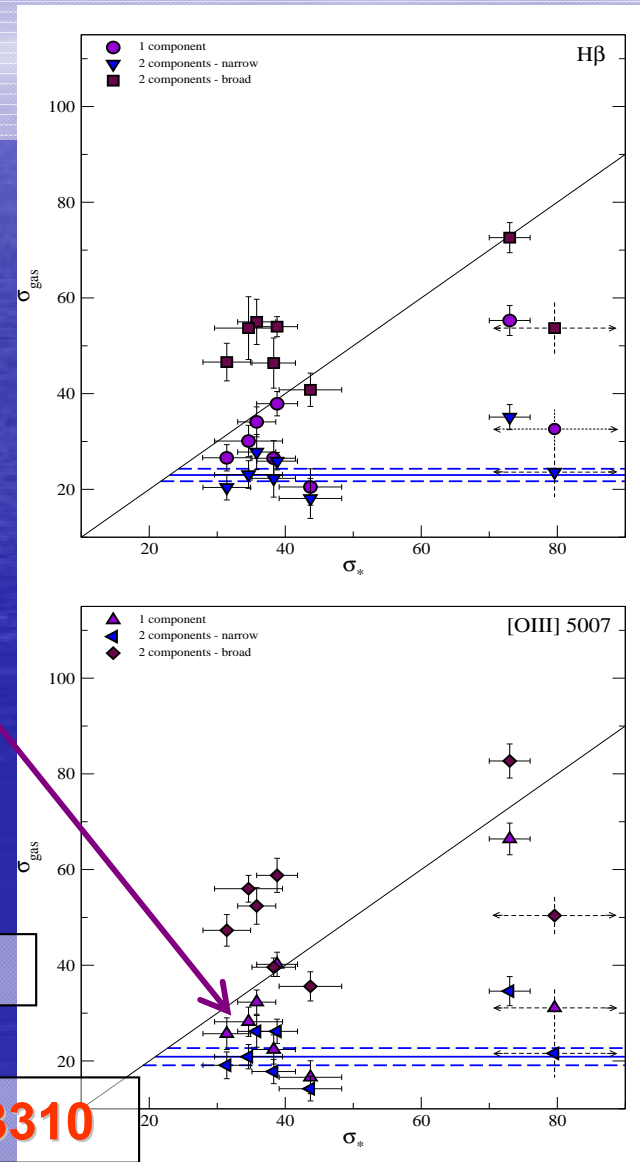 1 component
2 components - narrow
2 components - broad
Hβ
100
80
60
40
20
σgas
20
40
60
80
σ*
1 component
2 components - narrow
2 components - broad
[OIII] 5007
100
80
60
40
20
σgas
20
40
60
80
σ*
3310